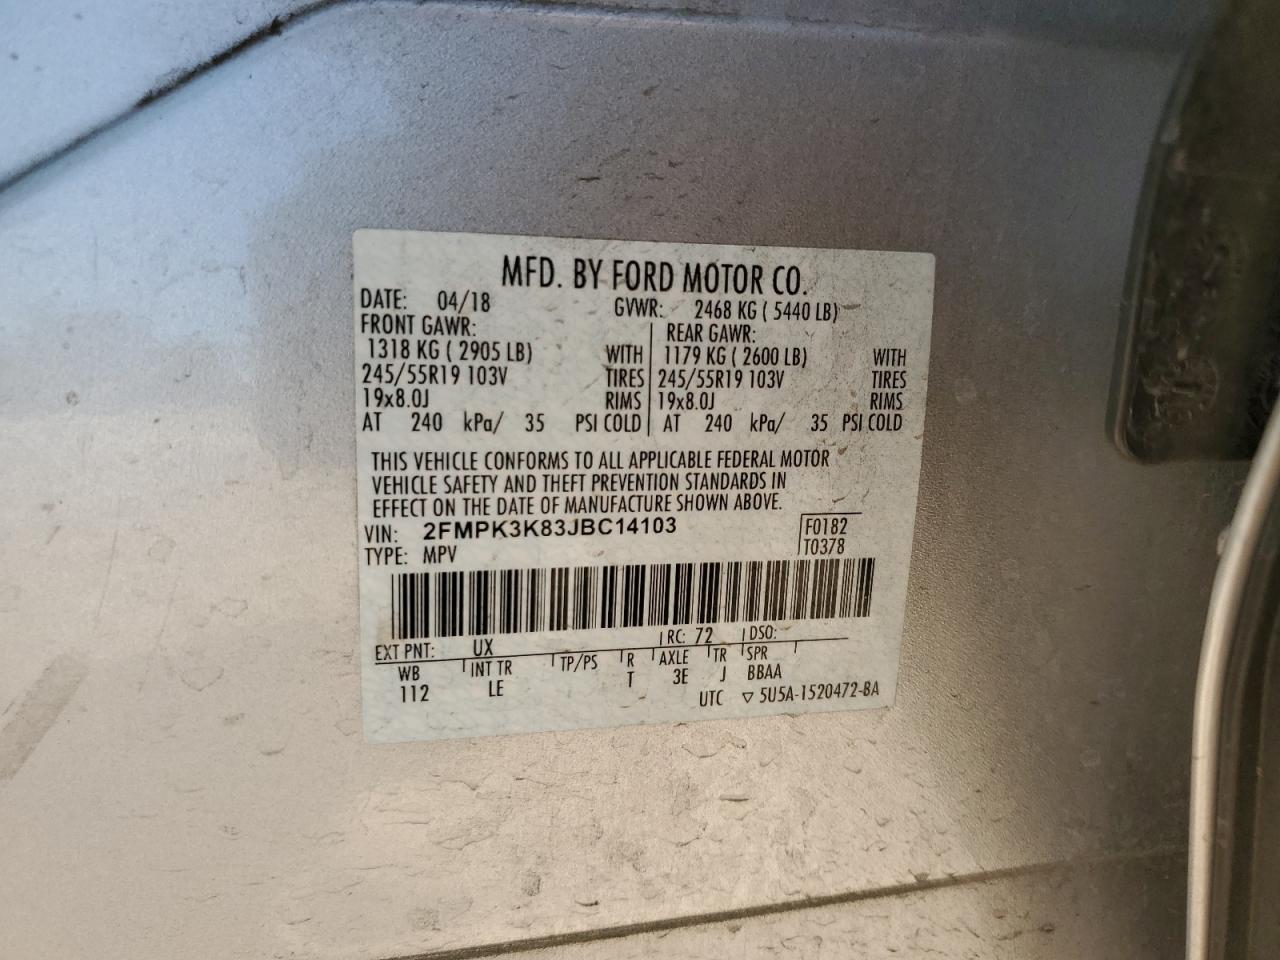 MFD. BY FORD MOTOR CO.
DATE: 04/18 GVWR: 2468 KG ( 5440 LB)
FRONT GAWR: REAR GAWR:
1318 KG ( 2905 LB) WITH 1179 KG ( 2600 LB) WITH
245/55R19 103V TIRES 245/55R19 103V TIRES
19x8.0J RIMS 19x8.0J RIMS
AT 240 kPa/ 35 PSI COLD AT 240 kPa/ 35 PSI COLD
THIS VEHICLE CONFORMS TO ALL APPLICABLE FEDERAL MOTOR
VEHICLE SAFETY AND THEFT PREVENTION STANDARDS IN
EFFECT ON THE DATE OF MANUFACTURE SHOWN ABOVE.
VIN: 2FMPK3K83JBC14103 F0182
TYPE: MPV T0378
EXT PNT: UX RC: 72 DSO:
WB INT TR TP/PS R AXLE TR SPR
112 LE T 3E J BBAA
UTC ▽ 5U5A-1520472-BA